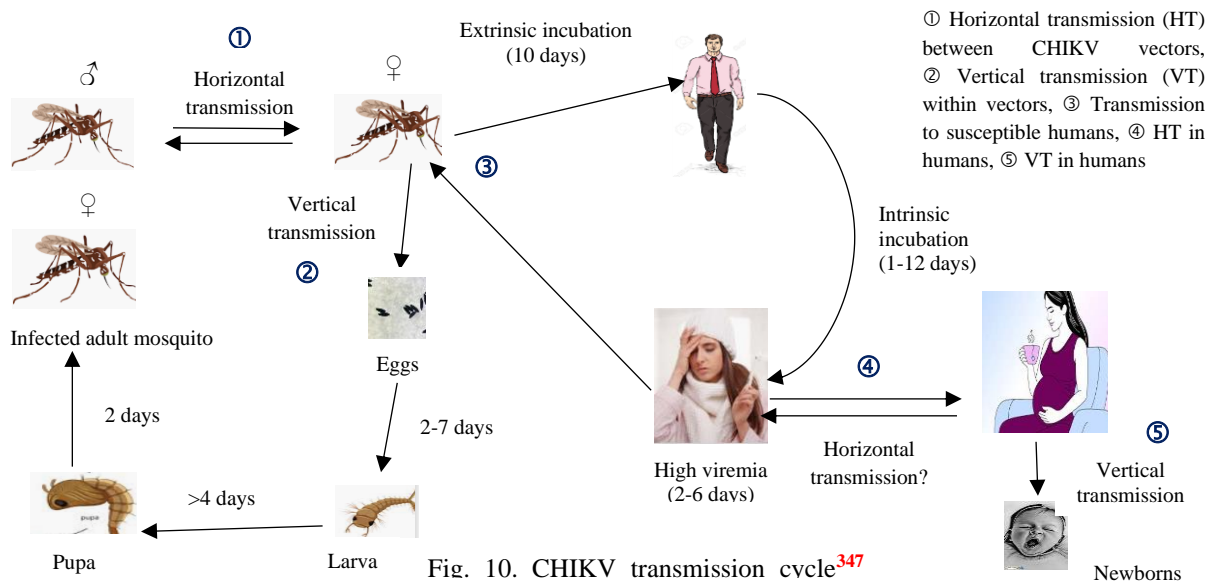 ①
♂
Horizontal
transmission
♀
Extrinsic incubation
(10 days)
① Horizontal transmission (HT)
between CHIKV vectors,
② Vertical transmission (VT)
within vectors, ③ Transmission
to susceptible humans, ④ HT in
humans, ⑤ VT in humans
③
♀
Vertical
transmission
②
Intrinsic
incubation
(1-12 days)
Infected adult mosquito
Eggs
④
2 days
2-7 days
High viremia
(2-6 days)
Horizontal
transmission?
⑤
Vertical
transmission
>4 days
pupa
Pupa
Larva
Fig. 10. CHIKV transmission cycle347
Newborns